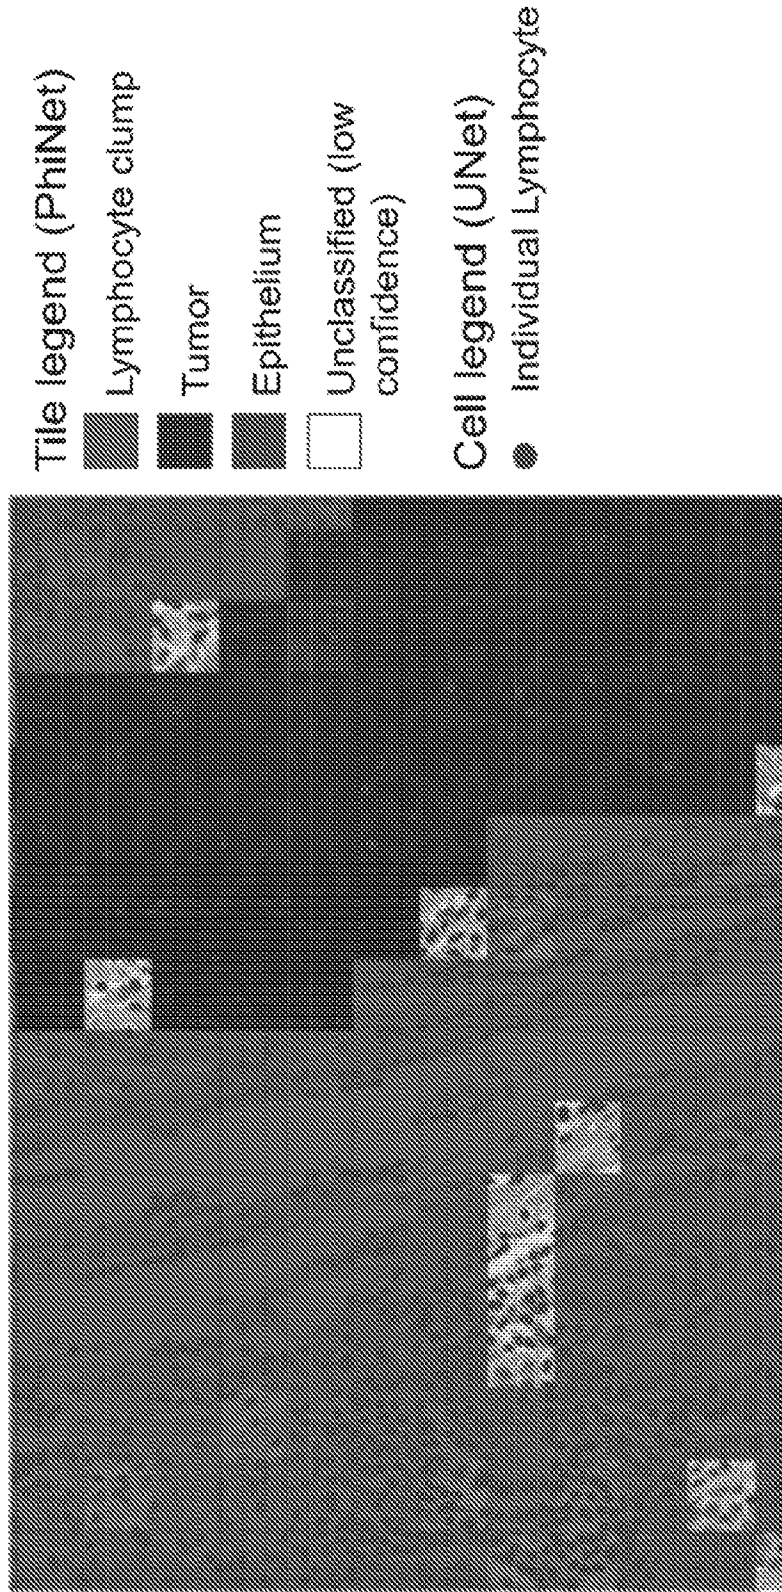 Tile legend (PhiNet)
Lymphocyte clump
Tumor
Epithelium
Unclassified (low
confidence)
Cell legend (UNet)
Individual Lymphocyte